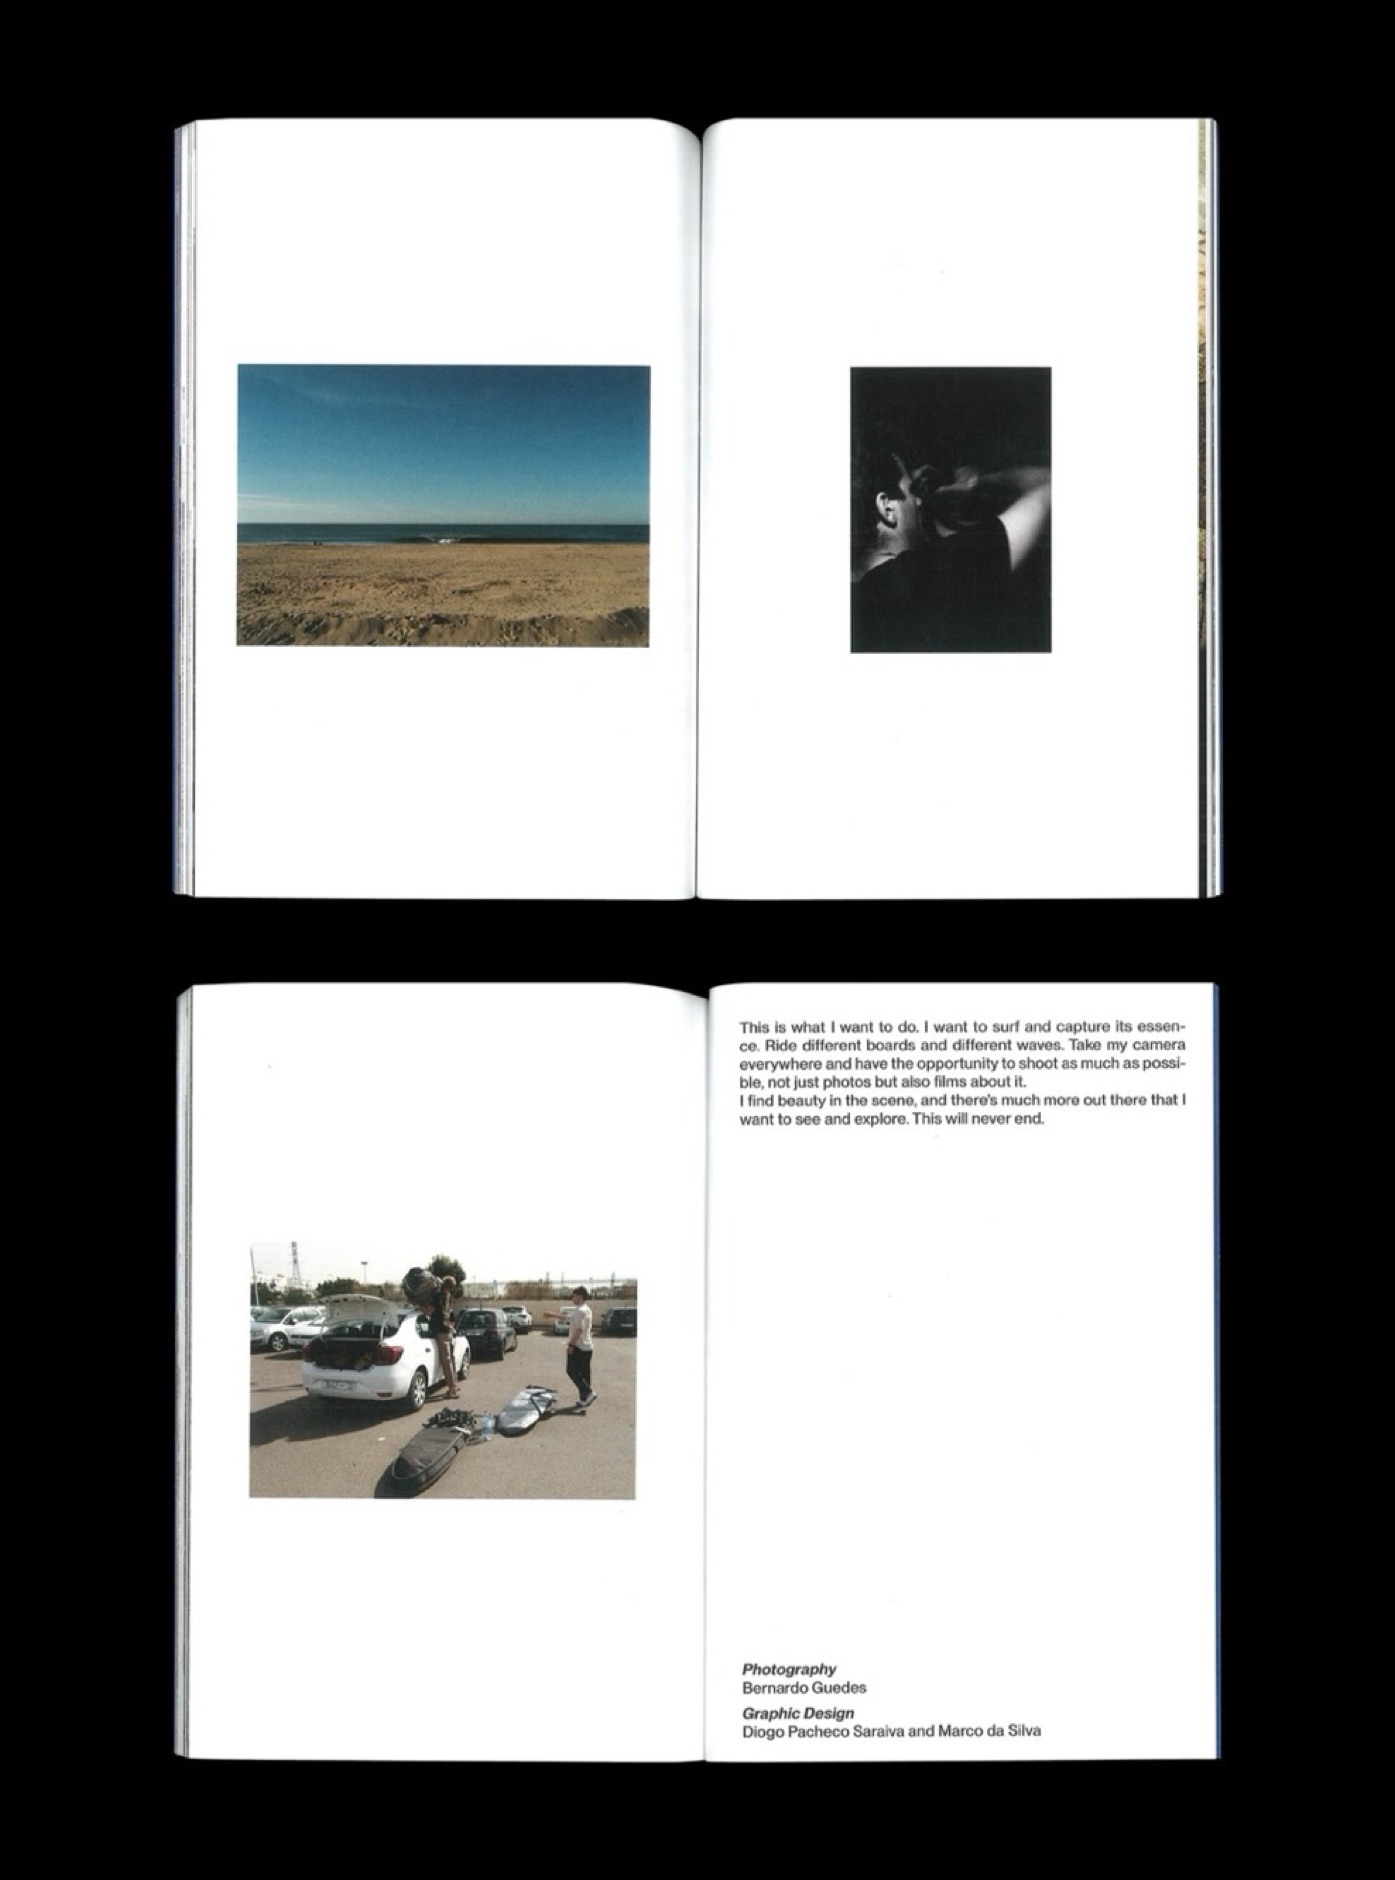 This is what I want to do. I want to surf and capture its essen-
ce. Ride different boards and different waves. Take my camera
everywhere and have the opportunity to shoot as much as possi-
ble, not just photos but also films about it.
I find beauty in the scene, and there's much more out there that I
want to see and explore. This will never end.
Photography
Bernardo Guedes
Graphic Design
Diogo Pacheco Saraiva and Marco da Silva